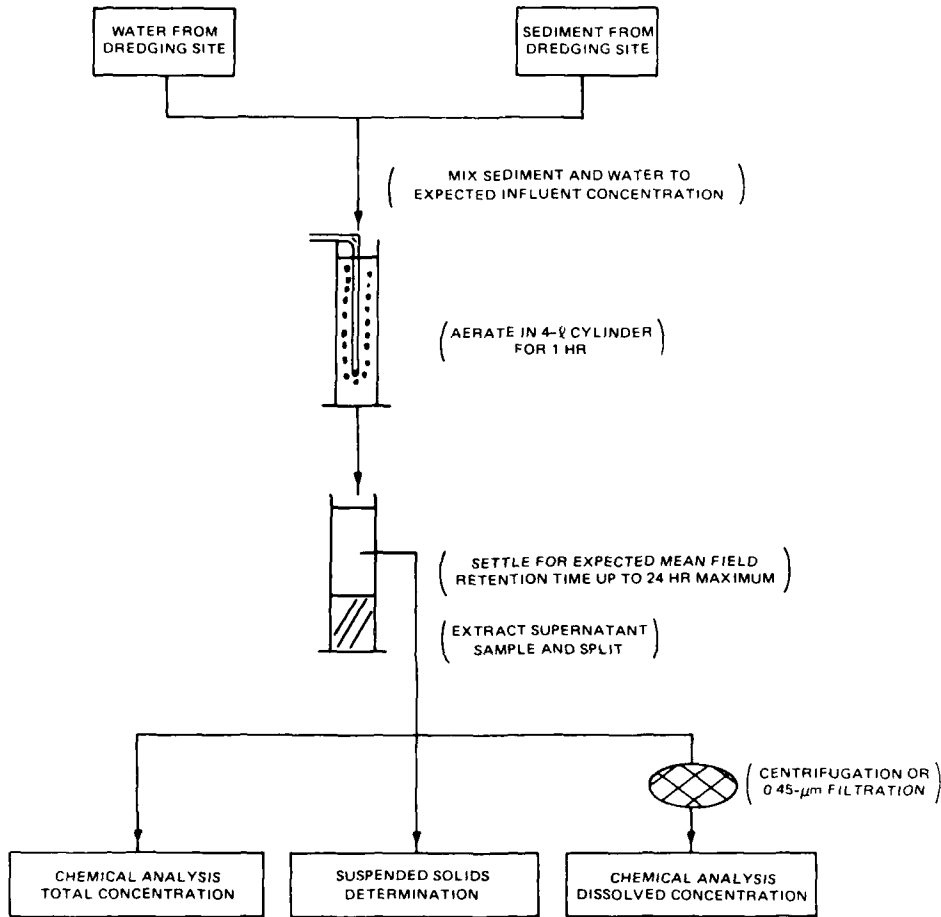 WATER FROM
DREDGING SITE
SEDIMENT FROM
DREDGING SITE
(MIX SEDIMENT AND WATER TO
EXPECTED INFLUENT CONCENTRATION)
(AERATE IN 4-ℓ CYLINDER
FOR 1 HR)
(SETTLE FOR EXPECTED MEAN FIELD
RETENTION TIME UP TO 24 HR MAXIMUM)
(EXTRACT SUPERNATANT
SAMPLE AND SPLIT)
(CENTRIFUGATION OR
0.45-μm FILTRATION)
CHEMICAL ANALYSIS
TOTAL CONCENTRATION
SUSPENDED SOLIDS
DETERMINATION
CHEMICAL ANALYSIS
DISSOLVED CONCENTRATION